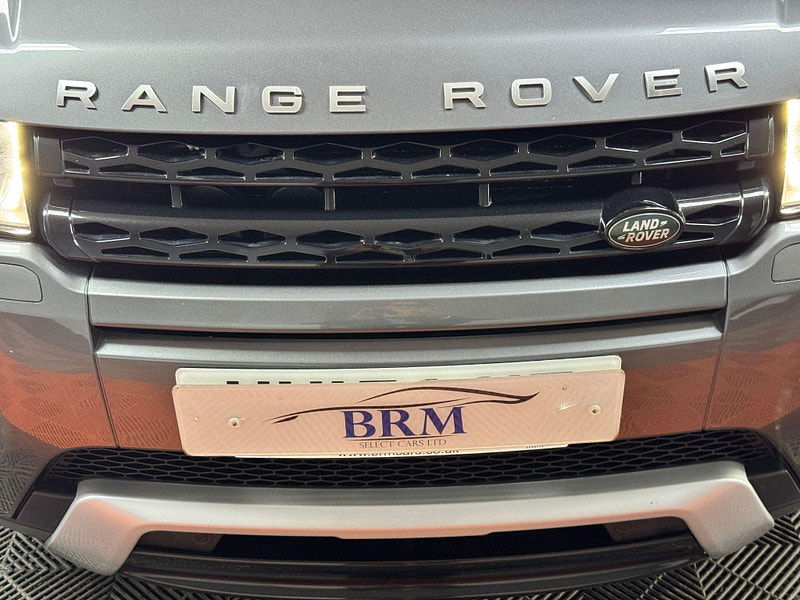 RANGE ROVER
LAND-
-ROVER
BRM
SELECT CARS LTD